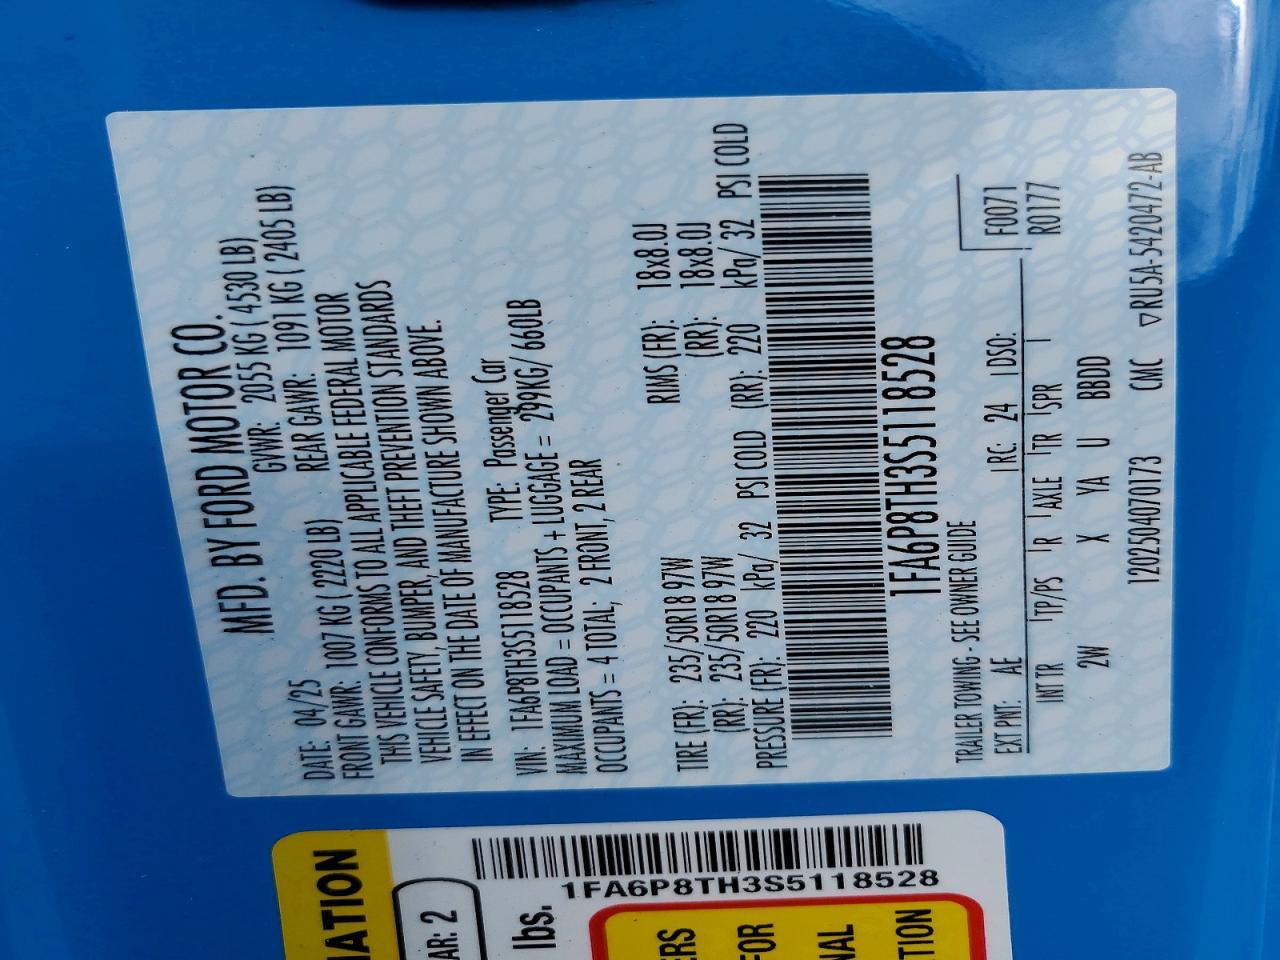 MFD. BY FORD MOTOR CO.
DATE: 04/25 GVWR: 2055 KG ( 4530 LB)
FRONT GAWR: 1007 KG (2220 LB) REAR GAWR: 1091 KG ( 2405 LB)
THIS VEHICLE CONFORMS TO ALL APPLICABLE FEDERAL MOTOR
VEHICLE SAFETY, BUMPER, AND THEFT PREVENTION STANDARDS
IN EFFECT ON THE DATE OF MANUFACTURE SHOWN ABOVE.
VIN: 1FA6P8TH3S5118528 TYPE: Passenger Car
MAXIMUM LOAD = OCCUPANTS + LUGGAGE = 299KG/ 660LB
OCCUPANTS = 4 TOTAL; 2 FRONT, 2 REAR
TIRE (FR): 235/50R18 97W RIMS (FR): 18x8.0J
(RR): 235/50R18 97W (RR): 18x8.0J
PRESSURE (FR): 220 kPa/ 32 PSI COLD (RR): 220 kPa/ 32 PSI COLD
1FA6P8TH3S5118528
TRAILER TOWING - SEE OWNER GUIDE
F0071
EXT PNT: AE RC: 24 DSO: R0177
INT TR TP/PS R AXLE TR SPR
2W X YA U BBDD
1202504070173 CMC ▽RU5A-5420472-AB
MATION
AR: 2
lbs.
1FA6P8TH3S5118528
ERS
FOR
NAL
TION